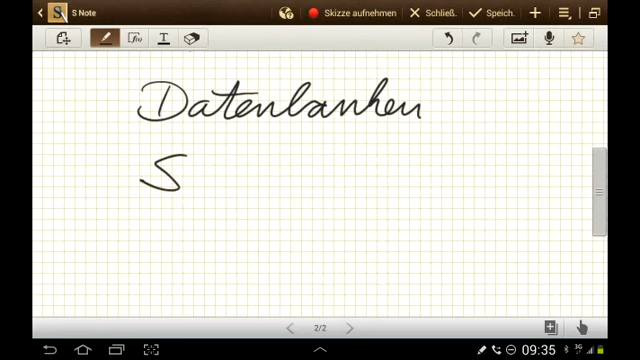 S Note
Skizze aufnehmen
Schließ.
Speich.
Datenbanken
S
2/2
3G
09:35